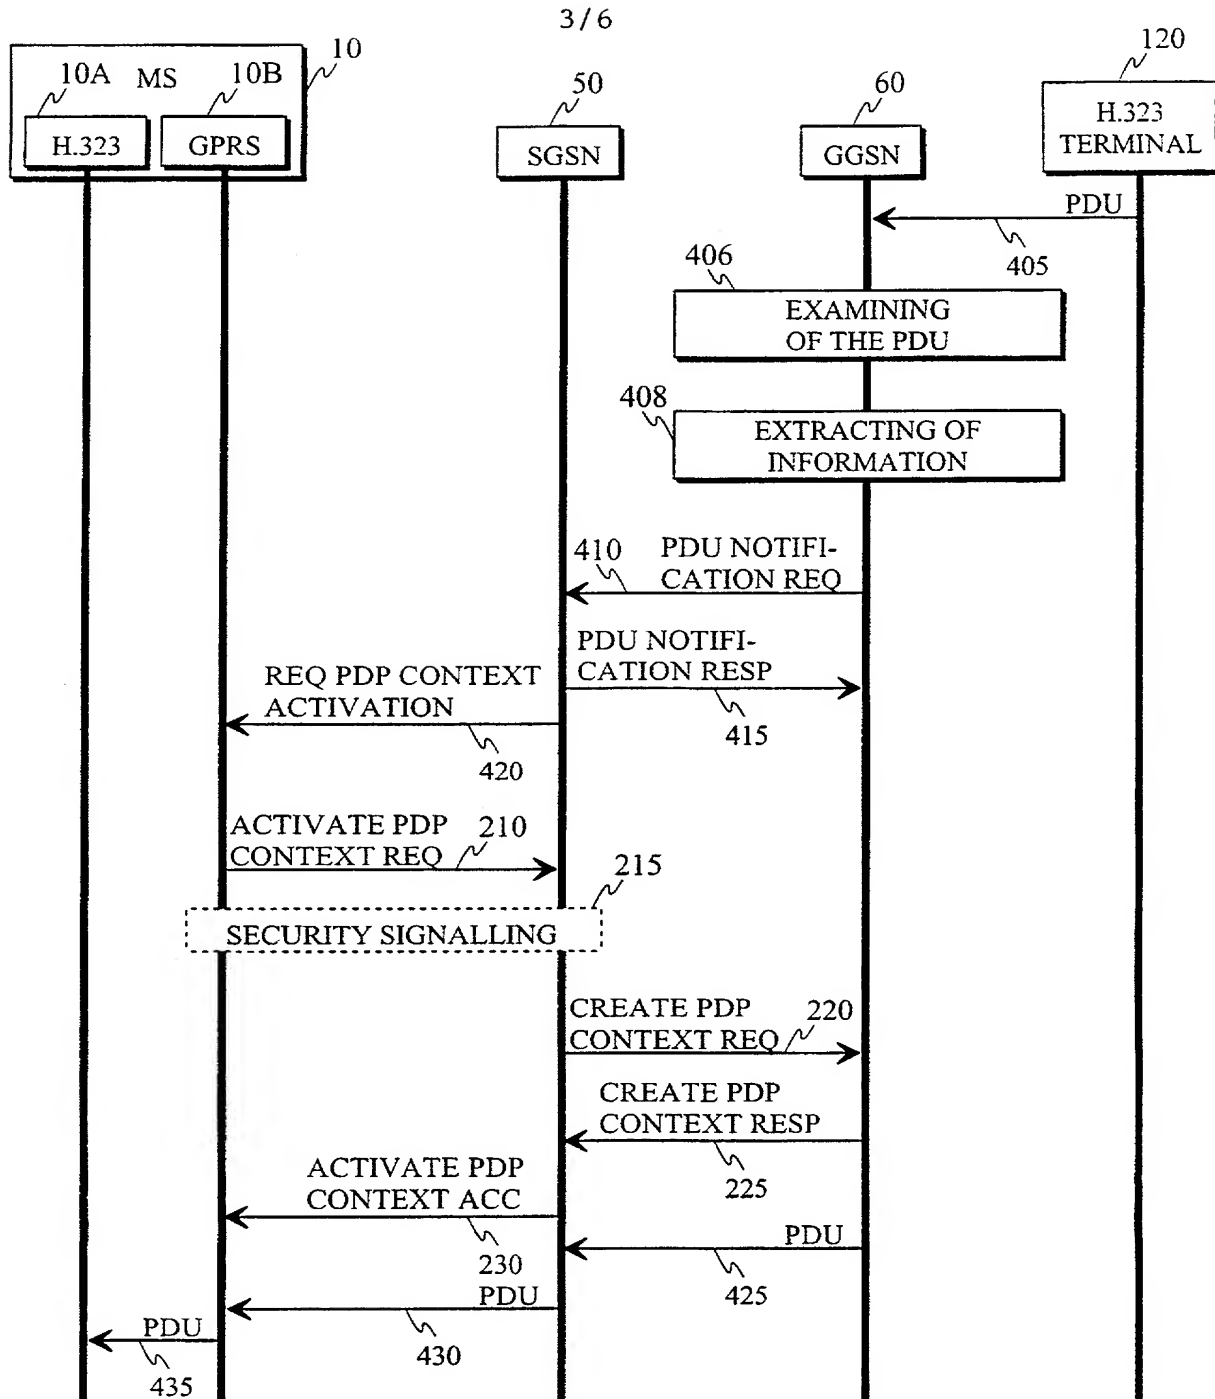 3/6
10
120
10A MS 10B
50
60
H.323
GPRS
SGSN
GGSN
H.323
TERMINAL
PDU
405
406
EXAMINING
OF THE PDU
408
EXTRACTING OF
INFORMATION
410
PDU NOTIFI-
CATION REQ
PDU NOTIFI-
CATION RESP
415
REQ PDP CONTEXT
ACTIVATION
420
ACTIVATE PDP
CONTEXT REQ
210
215
SECURITY SIGNALLING
CREATE PDP
CONTEXT REQ
220
CREATE PDP
CONTEXT RESP
225
ACTIVATE PDP
CONTEXT ACC
230
PDU
425
PDU
430
PDU
435